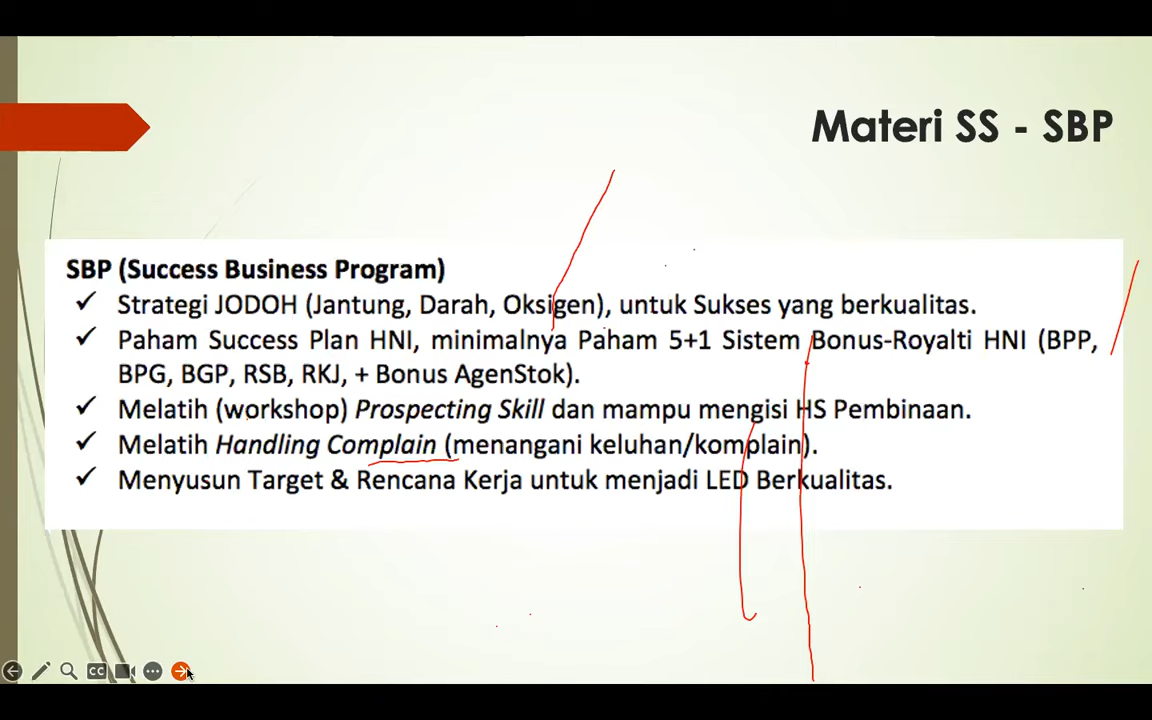 Materi SS - SBP
SBP (Success Business Program)
✓ Strategi JODOH (Jantung, Darah, Oksigen), untuk Sukses yang berkualitas.
✓ Paham Success Plan HNI, minimalnya Paham 5+1 Sistem Bonus-Royalti HNI (BPP,
BPG, BGP, RSB, RKJ, + Bonus AgenStok).
✓ Melatih (workshop) Prospecting Skill dan mampu mengisi HS Pembinaan.
✓ Melatih Handling Complain (menangani keluhan/komplain).
✓ Menyusun Target & Rencana Kerja untuk menjadi LED Berkualitas.
CC